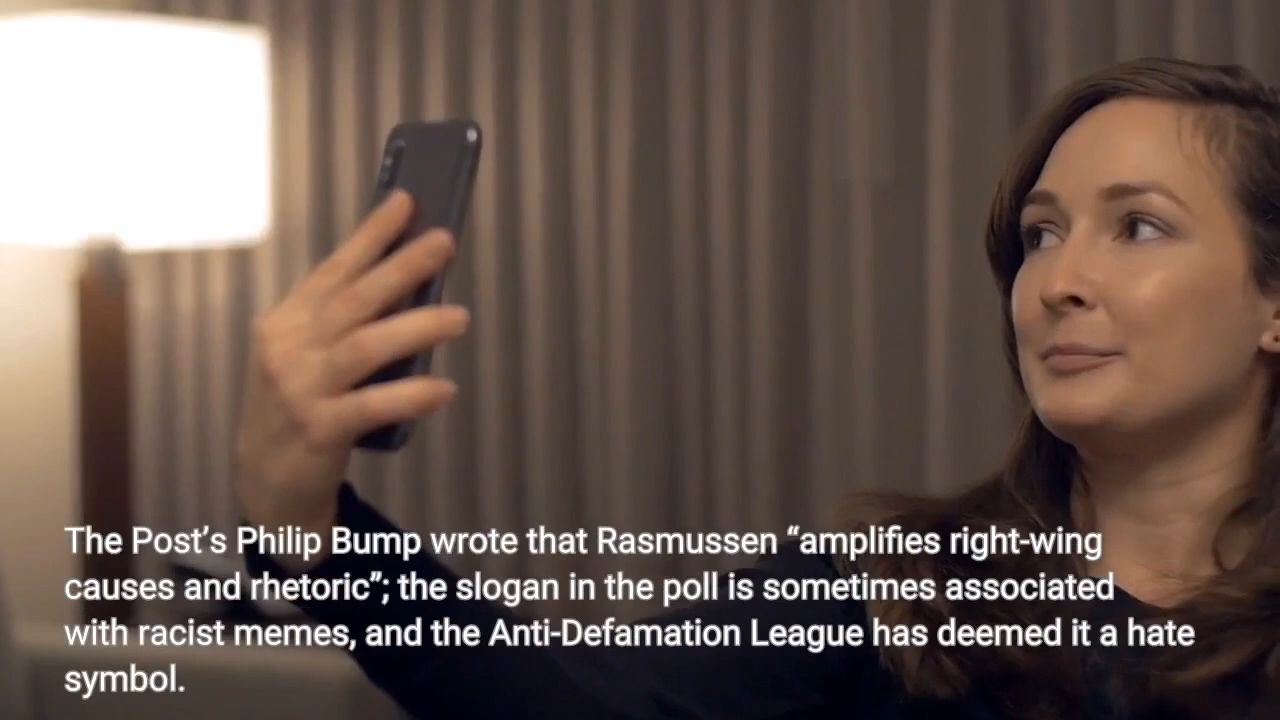 The Post’s Philip Bump wrote that Rasmussen “amplifies right-wing
causes and rhetoric”; the slogan in the poll is sometimes associated
with racist memes, and the Anti-Defamation League has deemed it a hate
symbol.